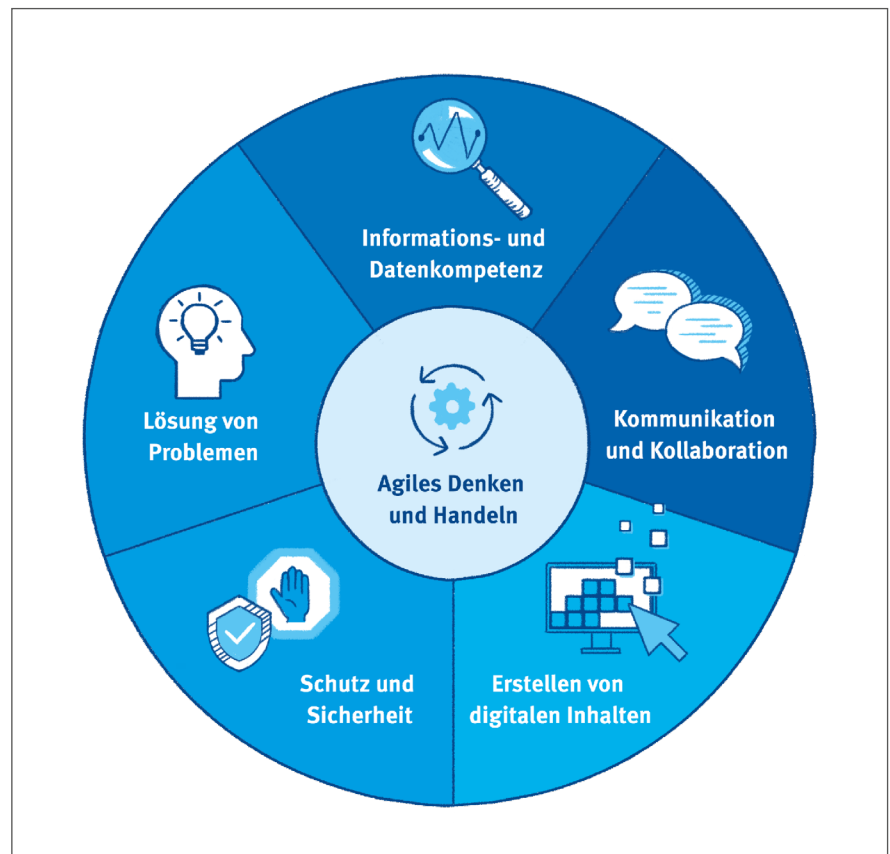 Informations- und
Datenkompetenz
Kommunikation
und Kollaboration
Erstellen von
digitalen Inhalten
Schutz und
Sicherheit
Lösung von
Problemen
Agiles Denken
und Handeln